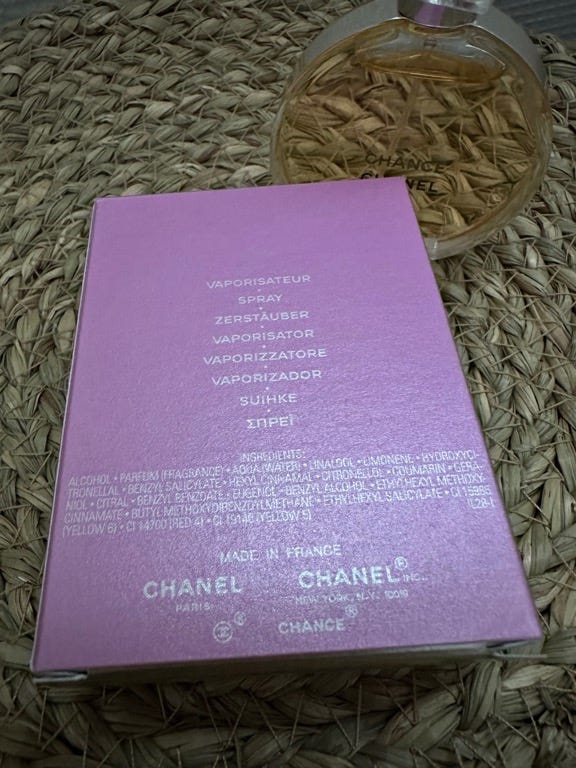 CHANCE
CHANEL
VAPORISATEUR
SPRAY
ZERSTÄUBER
VAPORISATOR
VAPORIZZATORE
VAPORIZADOR
SUIHKE
ΣΠΡΕΪ
INGREDIENTS:
ALCOHOL • PARFUM (FRAGRANCE) • AQUA (WATER) • LINALOOL • LIMONENE • HYDROXYCI-
TRONELLAL • BENZYL SALICYLATE • HEXYL CINNAMAL • CITRONELLOL • COUMARIN • GERA-
NIOL • CITRAL • BENZYL BENZOATE • EUGENOL • BENZYL ALCOHOL • ETHYLHEXYL METHOXY-
CINNAMATE • BUTYL METHOXYDIBENZOYLMETHANE • ETHYLHEXYL SALICYLATE • CI 15985
(YELLOW 6) • CI 14700 (RED 4) • CI 19140 (YELLOW 5)
MADE IN FRANCE
CHANEL
PARIS
CHANEL® INC.
NEW YORK, N.Y. 10019
®
CHANCE®